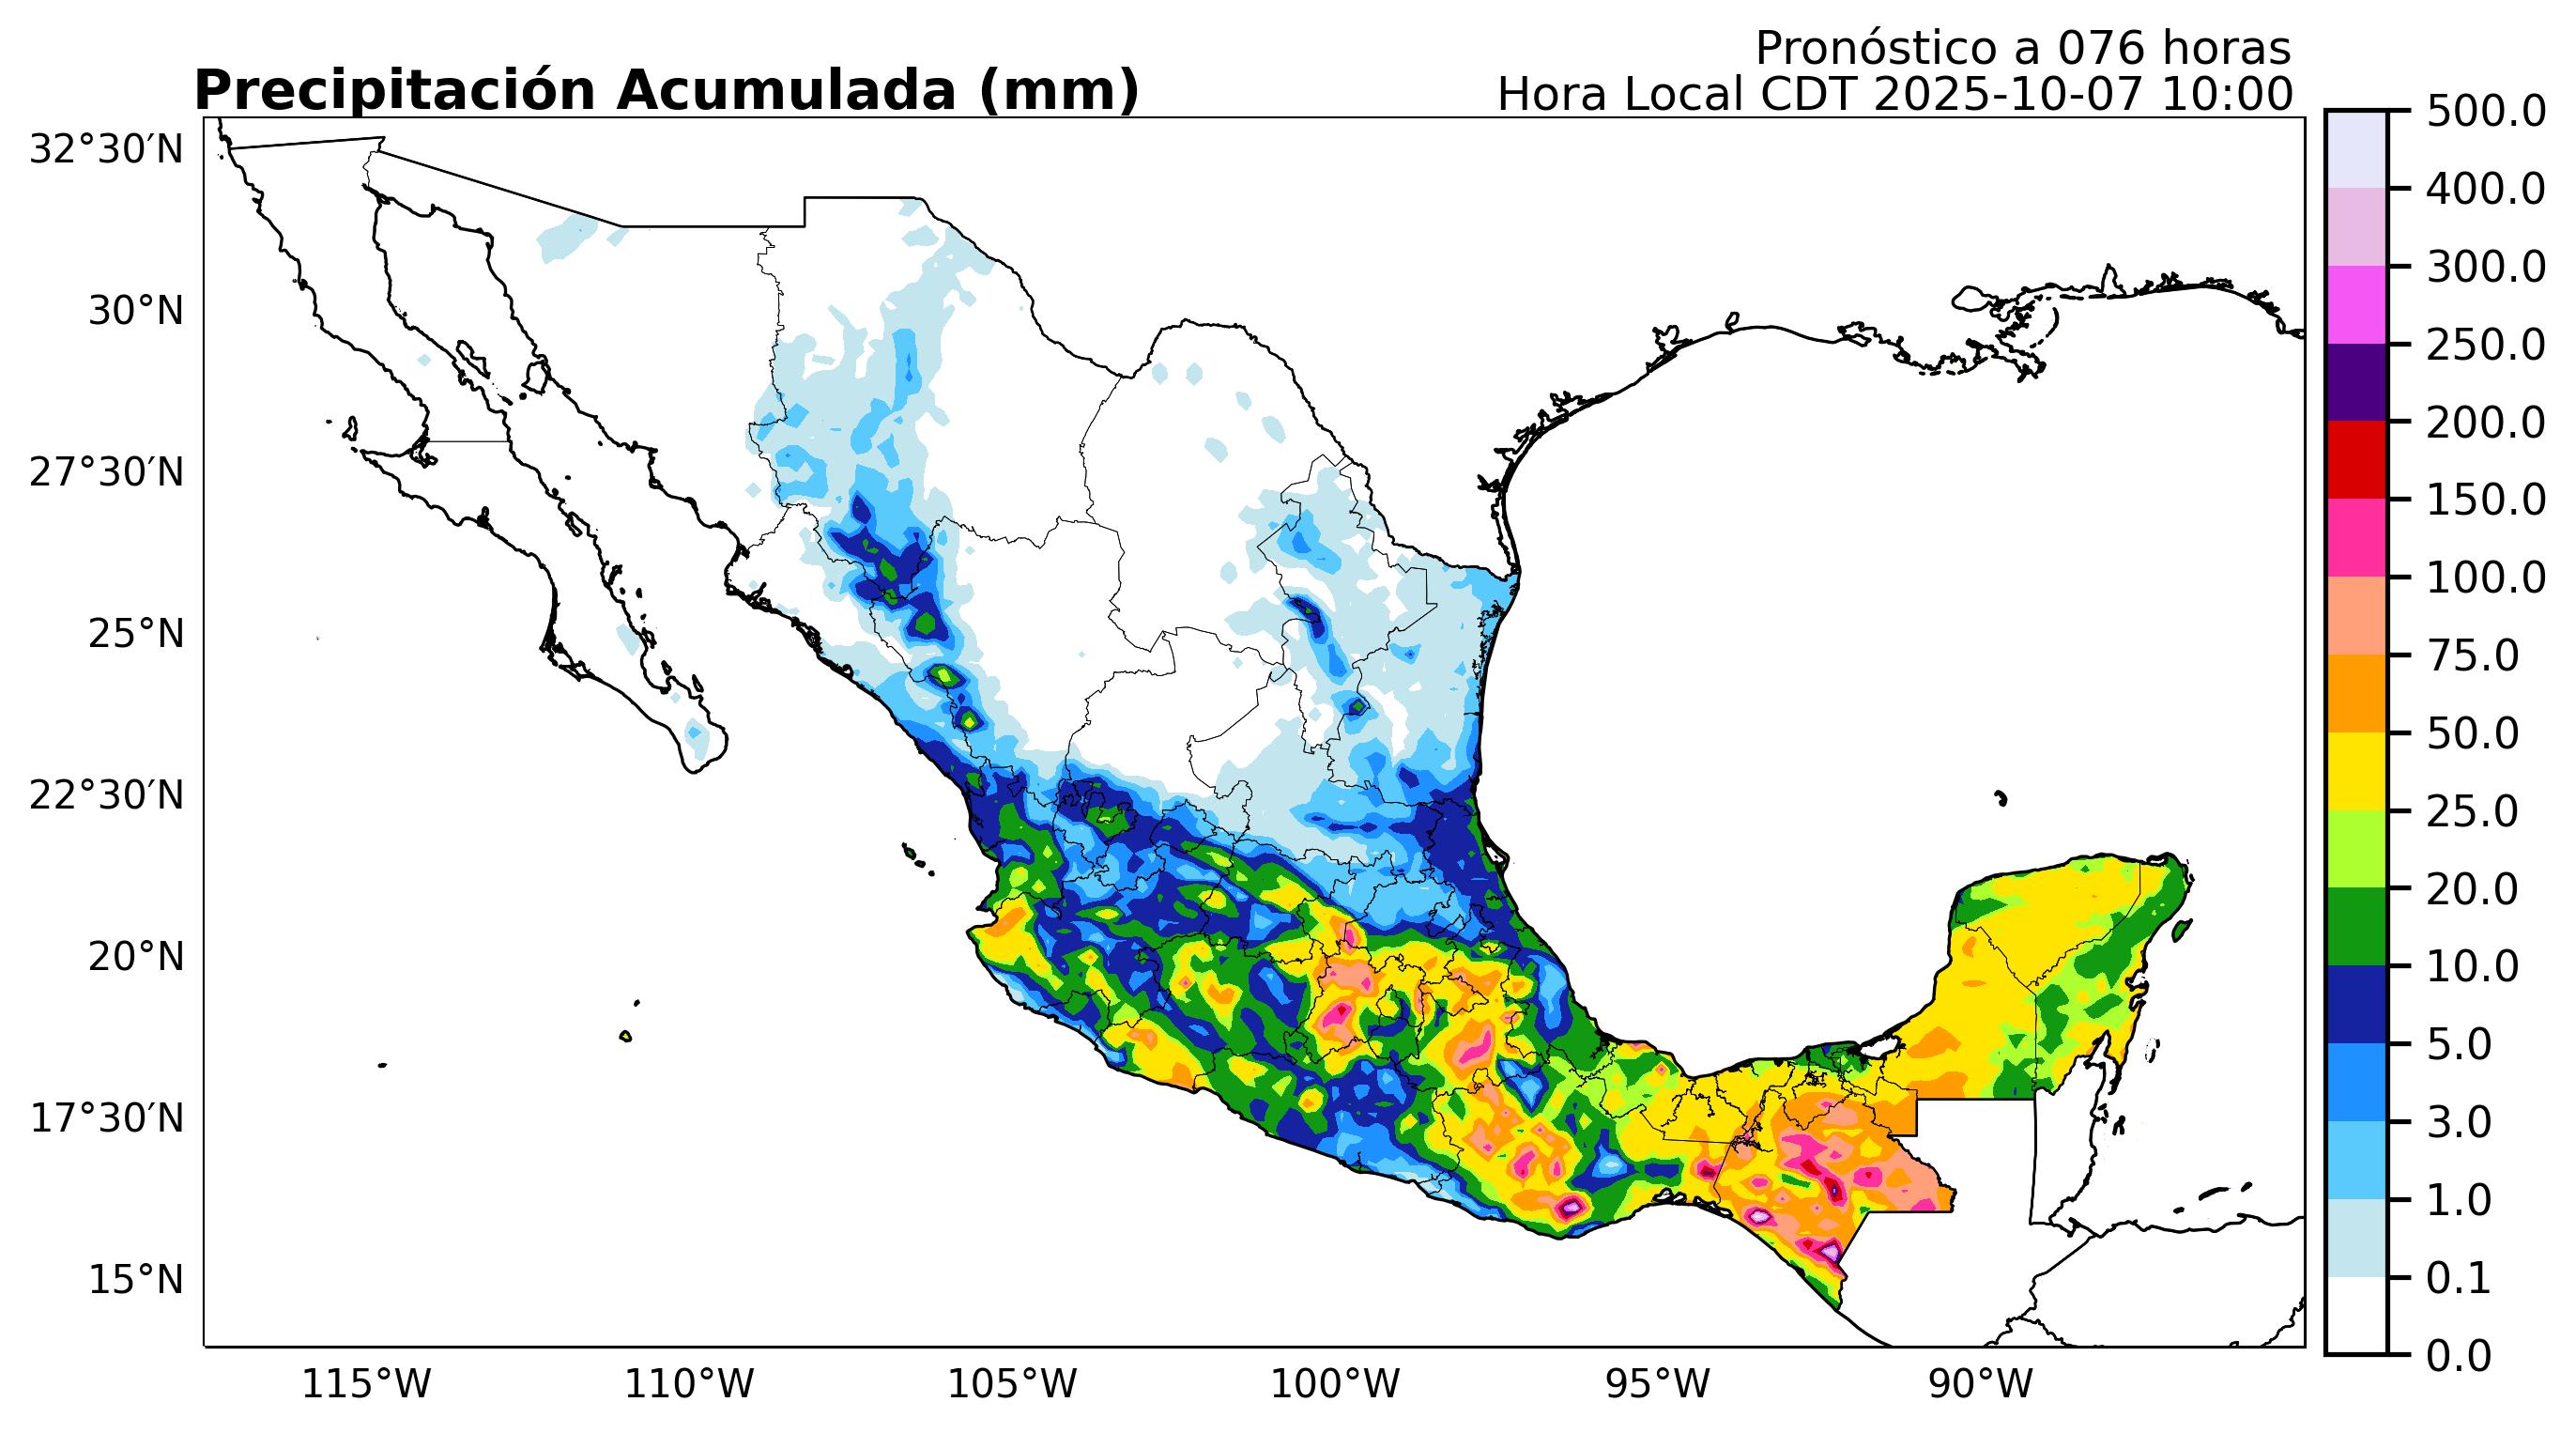 Pronóstico a 076 horas
Precipitación Acumulada (mm)
Hora Local CDT 2025-10-07 10:00
32°30′N
30°N
27°30′N
25°N
22°30′N
20°N
17°30′N
15°N
115°W
110°W
105°W
100°W
95°W
90°W
500.0
400.0
300.0
250.0
200.0
150.0
100.0
75.0
50.0
25.0
20.0
10.0
5.0
3.0
1.0
0.1
0.0